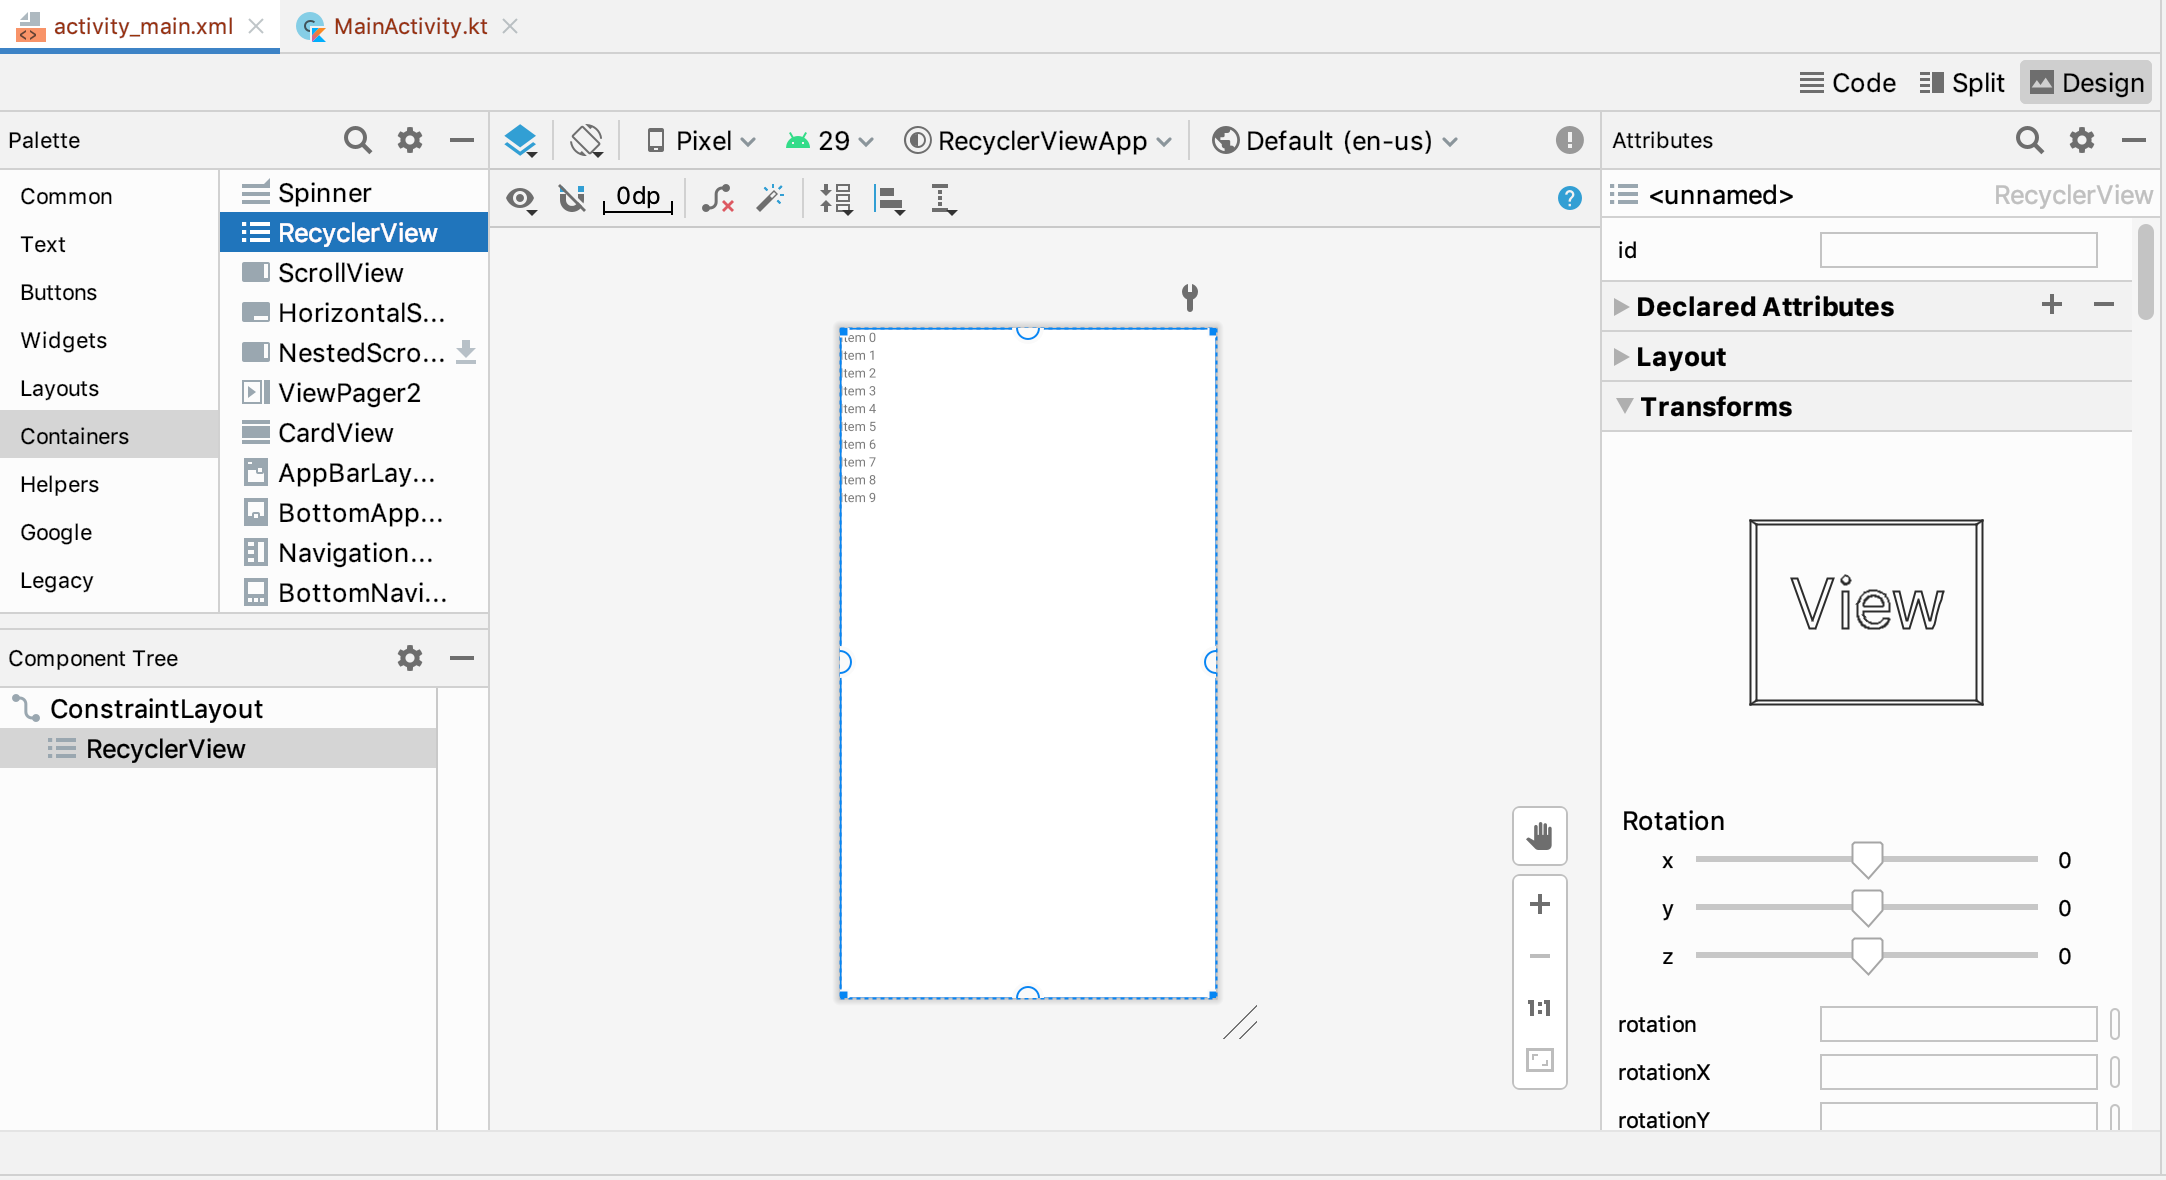 activity_main.xml
MainActivity.kt
Code
Split
Design
Palette
Pixel
29
RecyclerViewApp
Default (en-us)
Attributes
Common
Text
Buttons
Widgets
Layouts
Containers
Helpers
Google
Legacy
Spinner
RecyclerView
ScrollView
HorizontalS...
NestedScro...
ViewPager2
CardView
AppBarLay...
BottomApp...
Navigation...
BottomNavi...
0dp
?
<unnamed>
RecyclerView
id
Declared Attributes
Layout
Transforms
View
Rotation
x 0
y 0
z 0
rotation
rotationX
rotationY
Component Tree
ConstraintLayout
RecyclerView
Item 0
Item 1
Item 2
Item 3
Item 4
Item 5
Item 6
Item 7
Item 8
Item 9
1:1